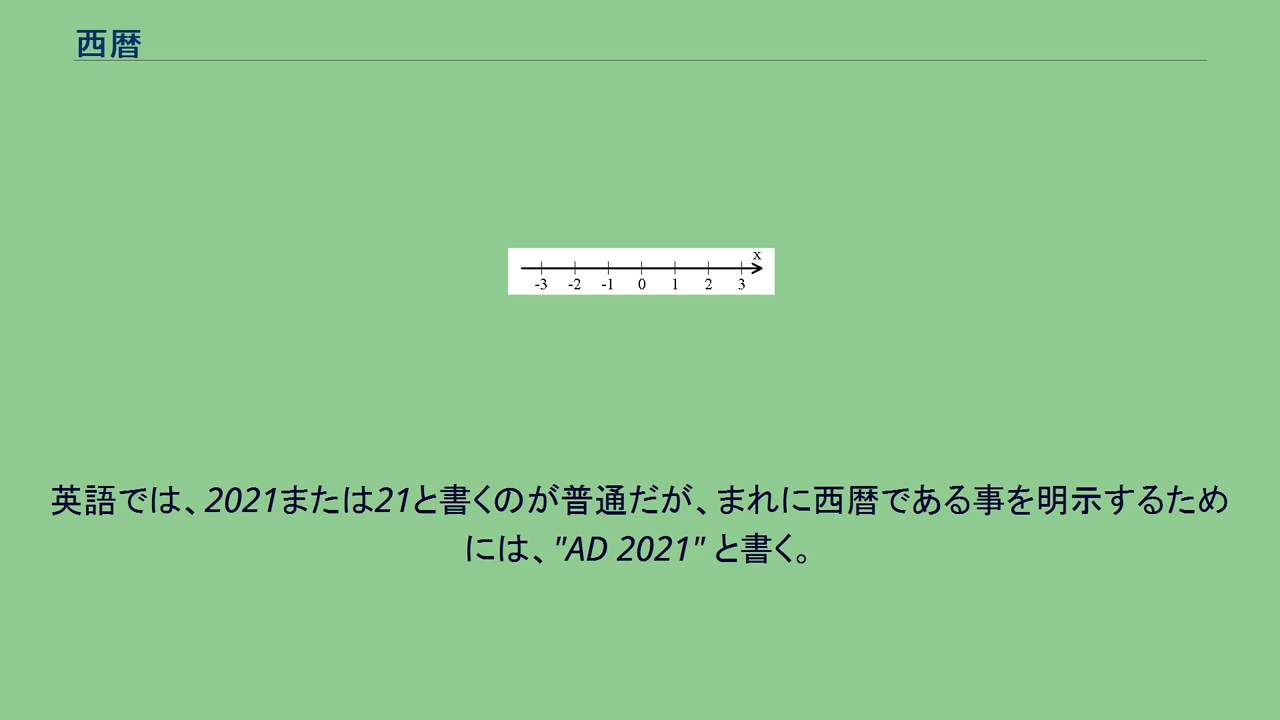 西暦
x
-3 -2 -1 0 1 2 3
英語では、2021または21と書くのが普通だが、まれに西暦である事を明示するため
には、"AD 2021" と書く。